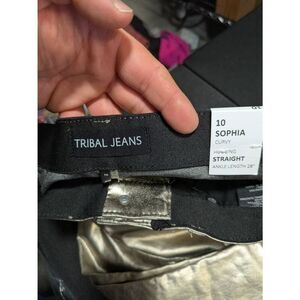 TRIBAL JEANS
10
SOPHIA
CURVY
STRAIGHT
ANKLE LENGTH 28"